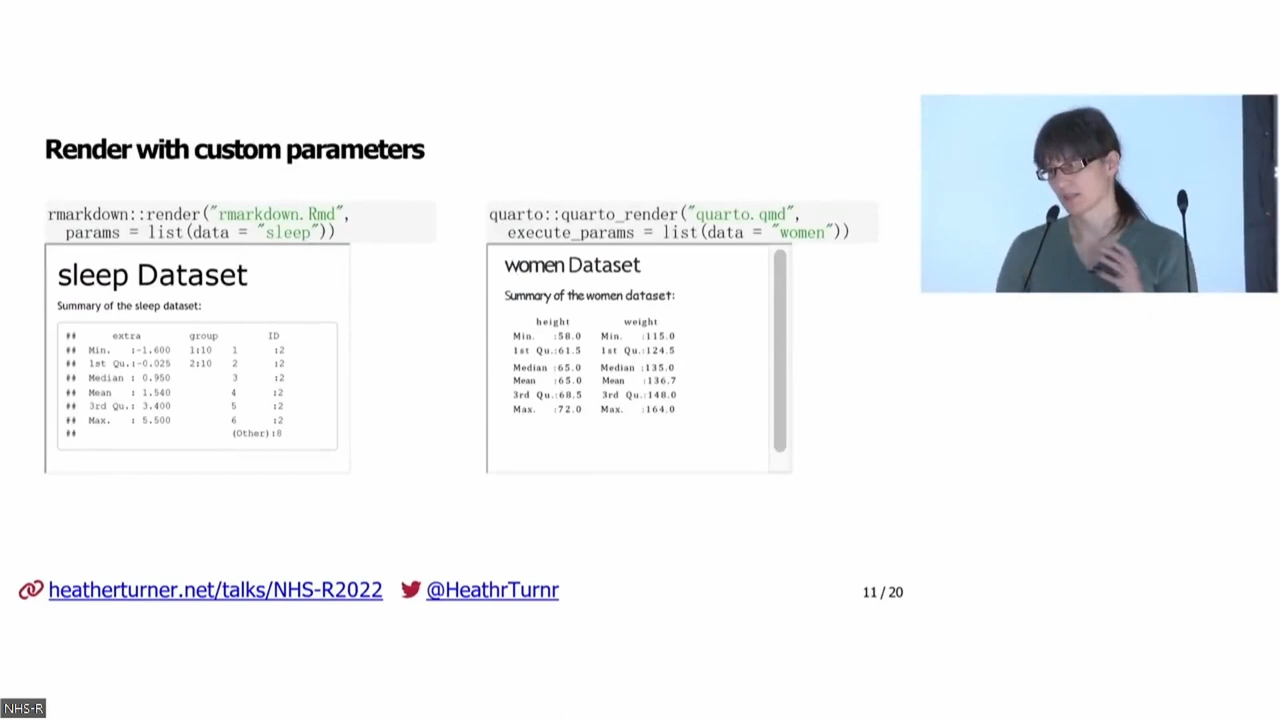 Render with custom parameters
rmarkdown::render("rmarkdown.Rmd",
params = list(data = "sleep"))
sleep Dataset
Summary of the sleep dataset:
## extra group ID
## Min. :-1.600 1:10 1 :2
## 1st Qu.:-0.025 2:10 2 :2
## Median : 0.950 3 :2
## Mean : 1.540 4 :2
## 3rd Qu.: 3.400 5 :2
## Max. : 5.500 6 :2
## (Other):8
quarto::quarto_render("quarto.qmd",
execute_params = list(data = "women"))
women Dataset
Summary of the women dataset:
height weight
Min. :58.0 Min. :115.0
1st Qu.:61.5 1st Qu.:124.5
Median :65.0 Median :135.0
Mean :65.0 Mean :136.7
3rd Qu.:68.5 3rd Qu.:148.0
Max. :72.0 Max. :164.0
heatherturner.net/talks/NHS-R2022 @HeathrTurnr
11 / 20
NHS-R